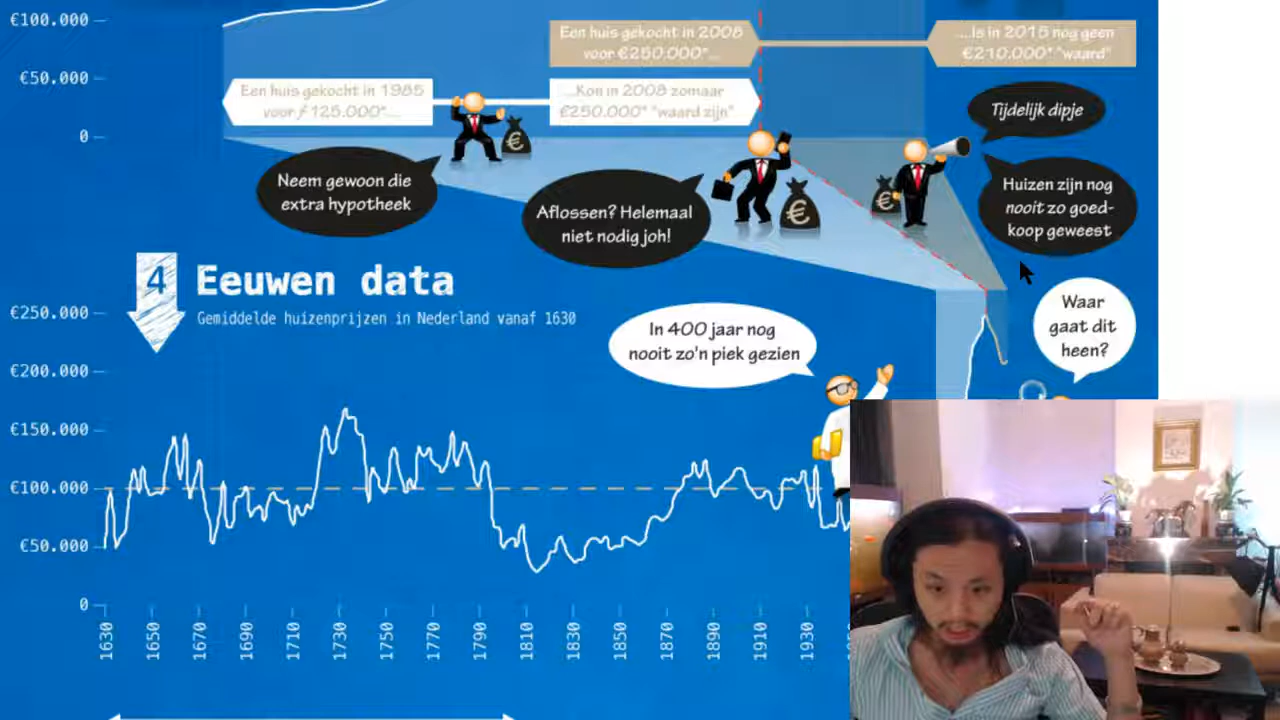 €100.000
Een huis gekocht in 2008
voor €250.000*...
...Is in 2015 nog geen
€210.000* "waard"
€50.000
Een huis gekocht in 1985
voor ƒ 125.000*...
...Kon in 2008 zomaar
€250.000* "waard zijn"
0
Tijdelijk dipje
Neem gewoon die
extra hypotheek
€
Aflossen? Helemaal
niet nodig joh!
€
€
Huizen zijn nog
nooit zo goed-
koop geweest
4
Eeuwen data
Gemiddelde huizenprijzen in Nederland vanaf 1630
€250.000
In 400 jaar nog
nooit zo'n piek gezien
Waar
gaat dit
heen?
€200.000
€150.000
€100.000
€50.000
0
1630 1650 1670 1690 1710 1730 1750 1770 1790 1810 1830 1850 1870 1890 1910 1930